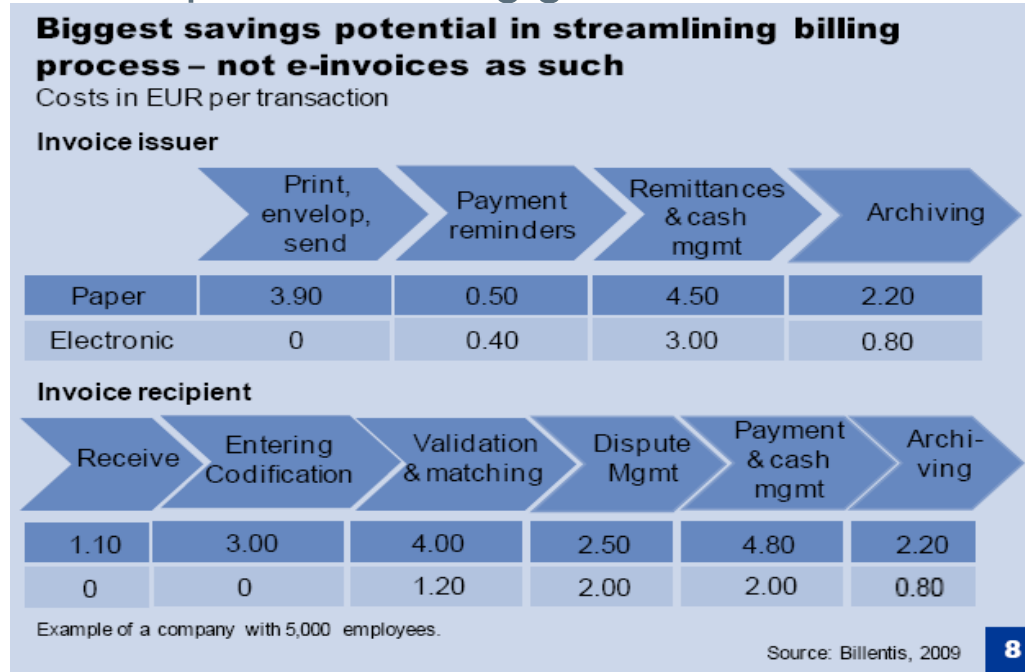 Biggest savings potential in streamlining billing
process – not e-invoices as such
Costs in EUR per transaction
Invoice issuer
Print,
envelop,
send
Payment
reminders
Remittances
& cash
mgmt
Archiving
Paper 3.90 0.50 4.50 2.20
Electronic 0 0.40 3.00 0.80
Invoice recipient
Receive
Entering
Codification
Validation
& matching
Dispute
Mgmt
Payment
& cash
mgmt
Archi-
ving
1.10 3.00 4.00 2.50 4.80 2.20
0 0 1.20 2.00 2.00 0.80
Example of a company with 5,000 employees.
Source: Billentis, 2009
8